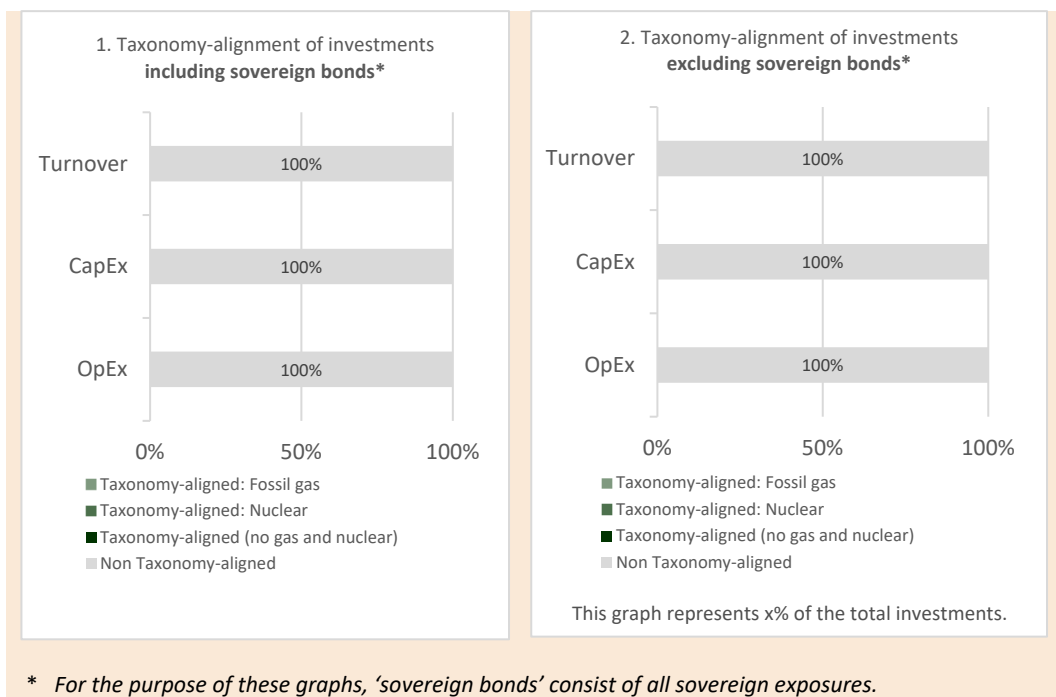 1. Taxonomy-alignment of investments
including sovereign bonds*
Turnover
100%
CapEx
100%
OpEx
100%
0%
50%
100%
Taxonomy-aligned: Fossil gas
Taxonomy-aligned: Nuclear
Taxonomy-aligned (no gas and nuclear)
Non Taxonomy-aligned
2. Taxonomy-alignment of investments
excluding sovereign bonds*
Turnover
100%
CapEx
100%
OpEx
100%
0%
50%
100%
Taxonomy-aligned: Fossil gas
Taxonomy-aligned: Nuclear
Taxonomy-aligned (no gas and nuclear)
Non Taxonomy-aligned
This graph represents x% of the total investments.
* For the purpose of these graphs, ‘sovereign bonds’ consist of all sovereign exposures.